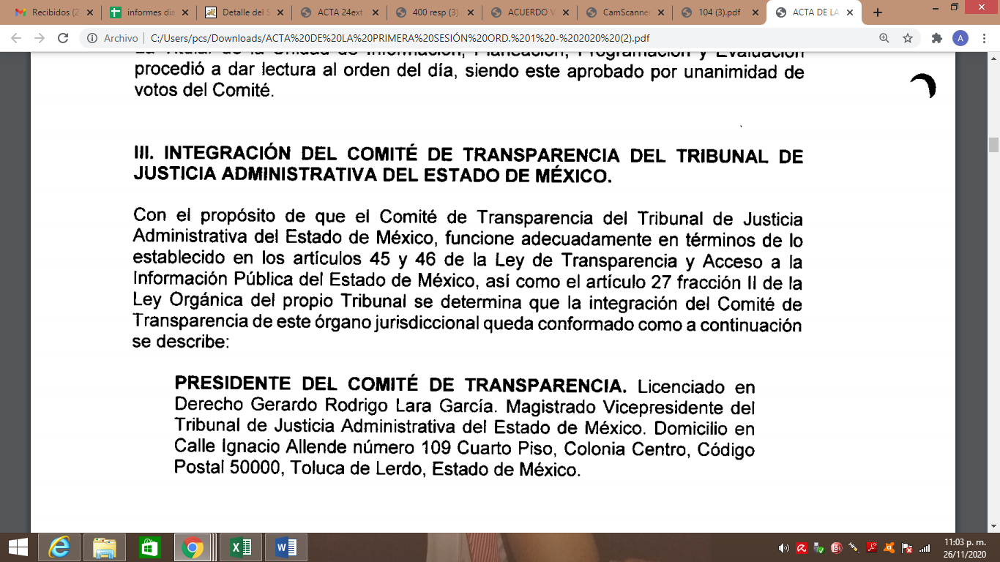 Recibidos (2
informes dia
Detalle del S
ACTA 24ext
400 resp (3)
ACUERDO V
CamScanner
104 (3).pdf
ACTA DE LA
Archivo
C:/Users/pcs/Downloads/ACTA%20DE%20LA%20PRIMERA%20SESIÓN%20ORD.%201%20-%202020%20(2).pdf
A
La Titular de la Unidad de Información, Planeación, Programación y Evaluación
procedió a dar lectura al orden del día, siendo este aprobado por unanimidad de
votos del Comité.
III. INTEGRACIÓN DEL COMITÉ DE TRANSPARENCIA DEL TRIBUNAL DE
JUSTICIA ADMINISTRATIVA DEL ESTADO DE MÉXICO.
Con el propósito de que el Comité de Transparencia del Tribunal de Justicia
Administrativa del Estado de México, funcione adecuadamente en términos de lo
establecido en los artículos 45 y 46 de la Ley de Transparencia y Acceso a la
Información Pública del Estado de México, así como el artículo 27 fracción II de la
Ley Orgánica del propio Tribunal se determina que la integración del Comité de
Transparencia de este órgano jurisdiccional queda conformado como a continuación
se describe:
PRESIDENTE DEL COMITÉ DE TRANSPARENCIA. Licenciado en
Derecho Gerardo Rodrigo Lara García. Magistrado Vicepresidente del
Tribunal de Justicia Administrativa del Estado de México. Domicilio en
Calle Ignacio Allende número 109 Cuarto Piso, Colonia Centro, Código
Postal 50000, Toluca de Lerdo, Estado de México.
11:03 p. m.
26/11/2020